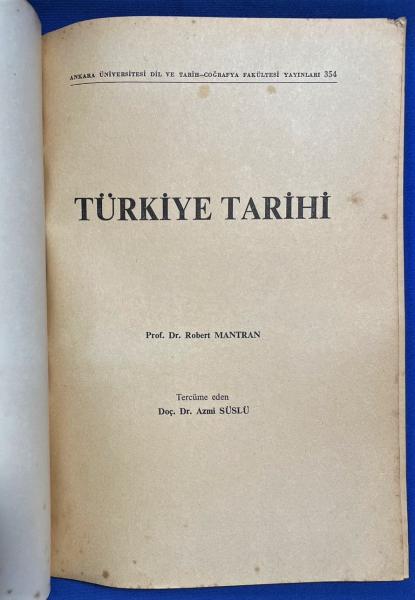 ANKARA ÜNİVERSİTESİ DİL VE TARİH–COĞRAFYA FAKÜLTESİ YAYINLARI 354
TÜRKİYE TARİHİ
Prof. Dr. Robert MANTRAN
Tercüme eden
Doç. Dr. Azmi SÜSLÜ